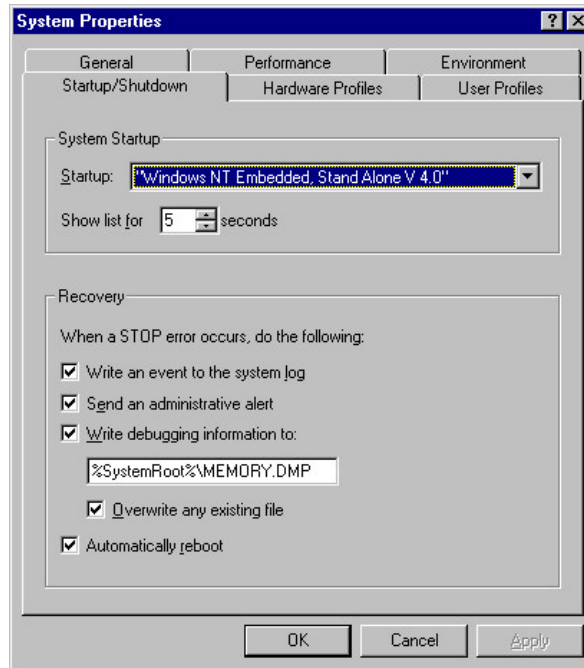 System Properties
General Performance Environment
Startup/Shutdown Hardware Profiles User Profiles
System Startup
Startup: "Windows NT Embedded, Stand Alone V 4.0"
Show list for 5 seconds
Recovery
When a STOP error occurs, do the following:
Write an event to the system log
Send an administrative alert
Write debugging information to:
%SystemRoot%\MEMORY.DMP
Overwrite any existing file
Automatically reboot
OK Cancel Apply